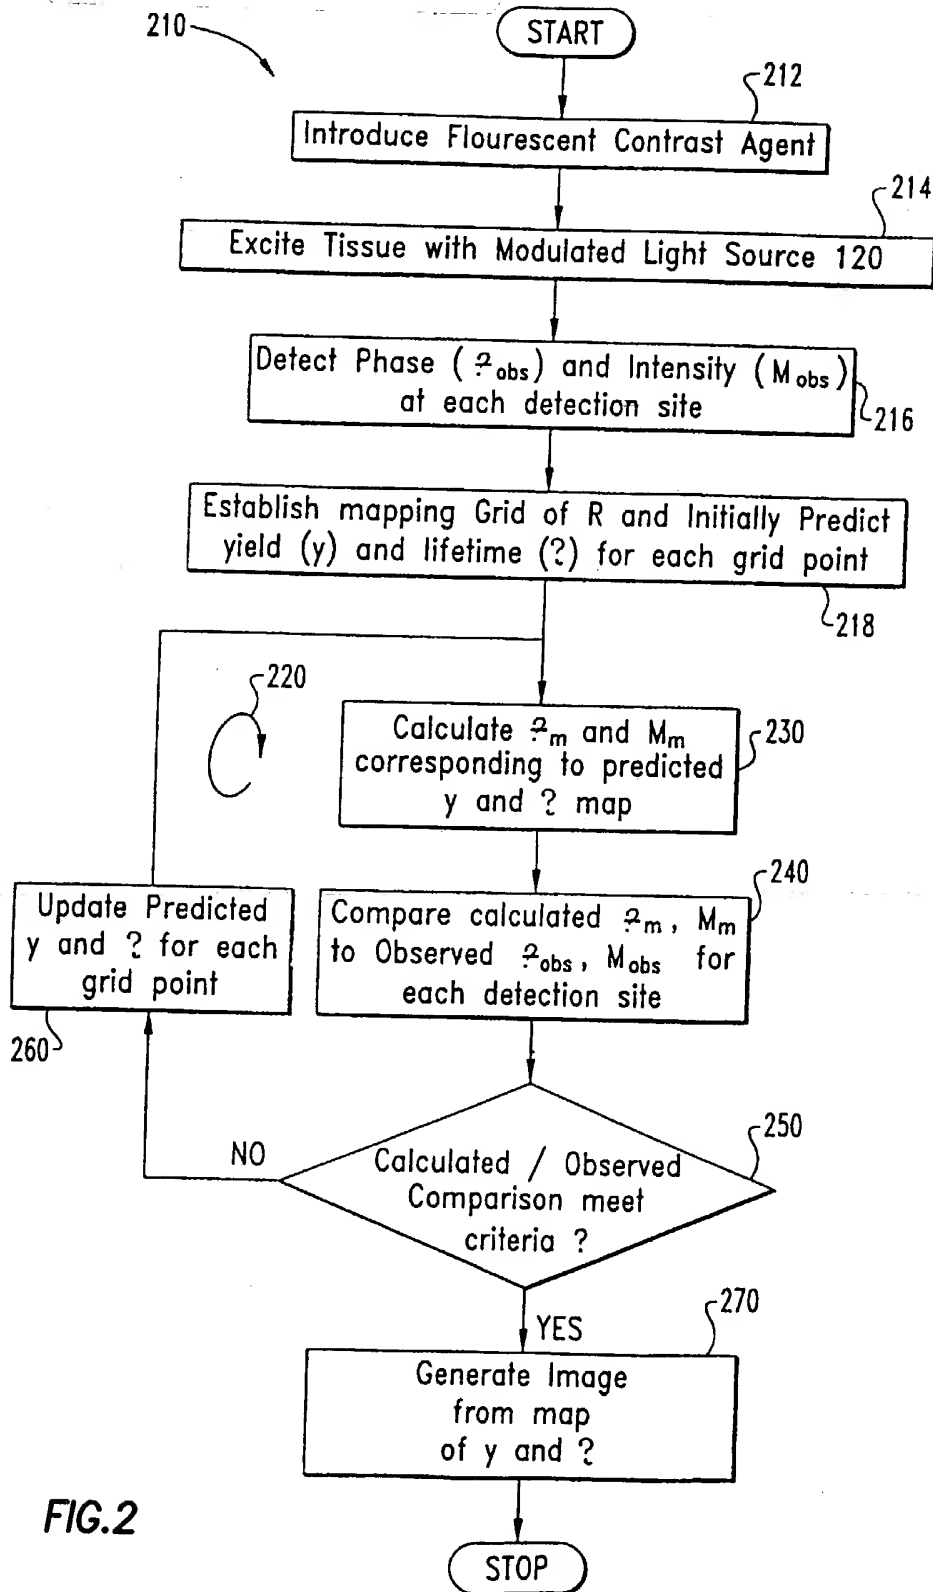 210
START
212
Introduce Flourescent Contrast Agent
214
Excite Tissue with Modulated Light Source 120
Detect Phase (?obs) and Intensity (Mobs)
at each detection site
216
Establish mapping Grid of R and Initially Predict
yield (y) and lifetime (?) for each grid point
218
220
Calculate ?m and Mm
corresponding to predicted
y and ? map
230
240
Compare calculated ?m, Mm
to Observed ?obs, Mobs for
each detection site
Update Predicted
y and ? for each
grid point
260
250
NO
Calculated / Observed
Comparison meet
criteria ?
YES
270
Generate Image
from map
of y and ?
STOP
FIG.2